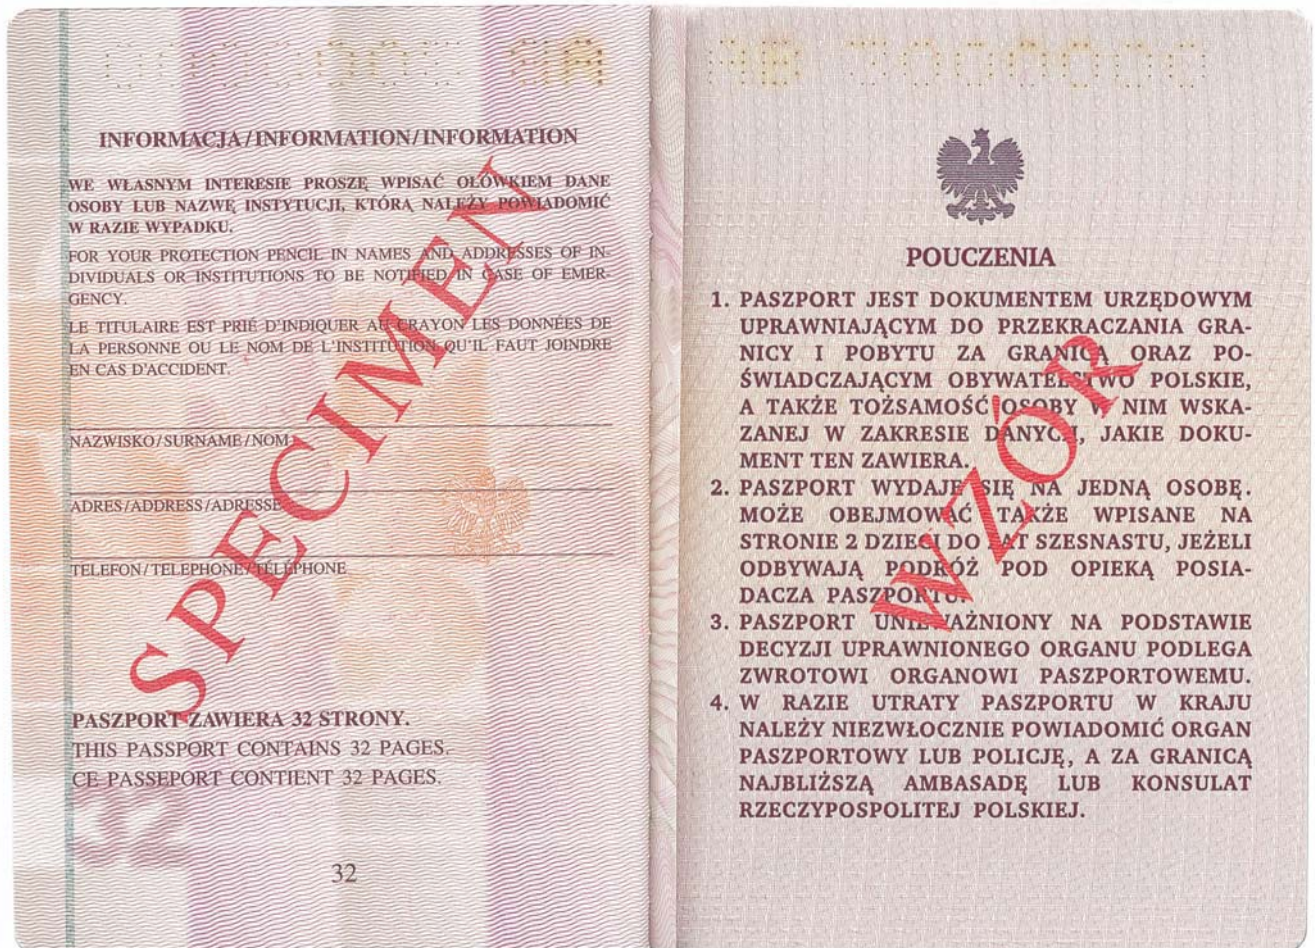 INFORMACJA/INFORMATION/INFORMATION
WE WŁASNYM INTERESIE PROSZĘ WPISAĆ OŁÓWKIEM DANE
OSOBY LUB NAZWĘ INSTYTUCJI, KTÓRĄ NALEŻY POWIADOMIĆ
W RAZIE WYPADKU.
FOR YOUR PROTECTION PENCIL IN NAMES AND ADDRESSES OF IN-
DIVIDUALS OR INSTITUTIONS TO BE NOTIFIED IN CASE OF EMER-
GENCY.
LE TITULAIRE EST PRIÉ D'INDIQUER AU CRAYON LES DONNÉES DE
LA PERSONNE OU LE NOM DE L'INSTITUTION QU'IL FAUT JOINDRE
EN CAS D'ACCIDENT.
NAZWISKO/SURNAME/NOM
ADRES/ADDRESS/ADRESSE
TELEFON/TELEPHONE/TÉLÉPHONE
SPECIMEN
PASZPORT ZAWIERA 32 STRONY.
THIS PASSPORT CONTAINS 32 PAGES.
CE PASSEPORT CONTIENT 32 PAGES.
32
32
POUCZENIA
1. PASZPORT JEST DOKUMENTEM URZĘDOWYM
UPRAWNIAJĄCYM DO PRZEKRACZANIA GRA-
NICY I POBYTU ZA GRANICĄ ORAZ PO-
ŚWIADCZAJĄCYM OBYWATELSTWO POLSKIE,
A TAKŻE TOŻSAMOŚĆ OSOBY W NIM WSKA-
ZANEJ W ZAKRESIE DANYCH, JAKIE DOKU-
MENT TEN ZAWIERA.
2. PASZPORT WYDAJE SIĘ NA JEDNĄ OSOBĘ.
MOŻE OBEJMOWAĆ TAKŻE WPISANE NA
STRONIE 2 DZIECI DO LAT SZESNASTU, JEŻELI
ODBYWAJĄ PODRÓŻ POD OPIEKĄ POSIA-
DACZA PASZPORTU.
3. PASZPORT UNIEWAŻNIONY NA PODSTAWIE
DECYZJI UPRAWNIONEGO ORGANU PODLEGA
ZWROTOWI ORGANOWI PASZPORTOWEMU.
4. W RAZIE UTRATY PASZPORTU W KRAJU
NALEŻY NIEZWŁOCZNIE POWIADOMIĆ ORGAN
PASZPORTOWY LUB POLICJĘ, A ZA GRANICĄ
NAJBLIŻSZĄ AMBASADĘ LUB KONSULAT
RZECZYPOSPOLITEJ POLSKIEJ.
WZÓR